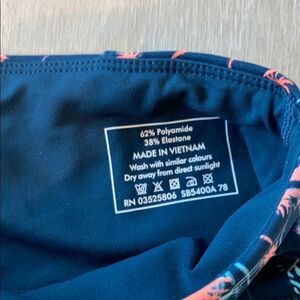 62% Polyamide
38% Elastane
MADE IN VIETNAM
Wash with similar colours
Dry away from direct sunlight
RN 03525806 SB5400A 78